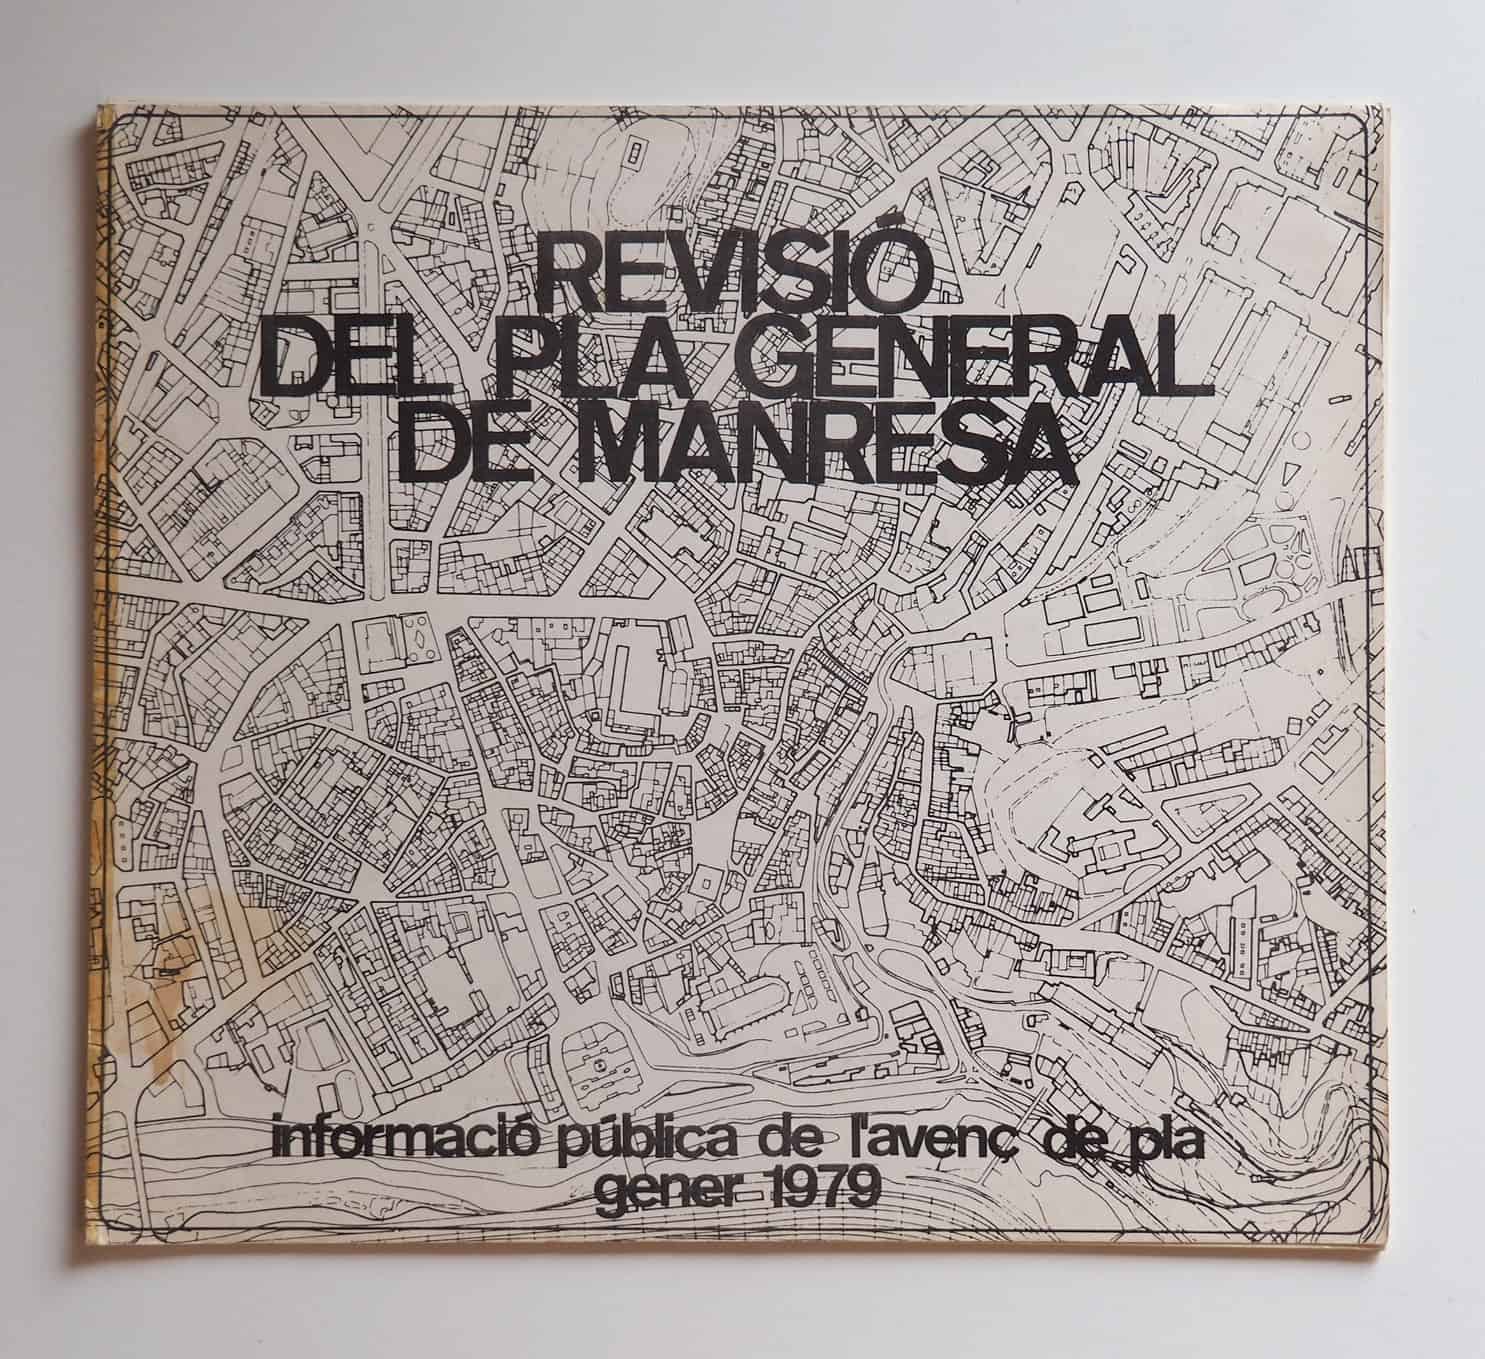 REVISIÓ
DEL PLA GENERAL
DE MANRESA
informació pública de l'avenç de pla
gener 1979